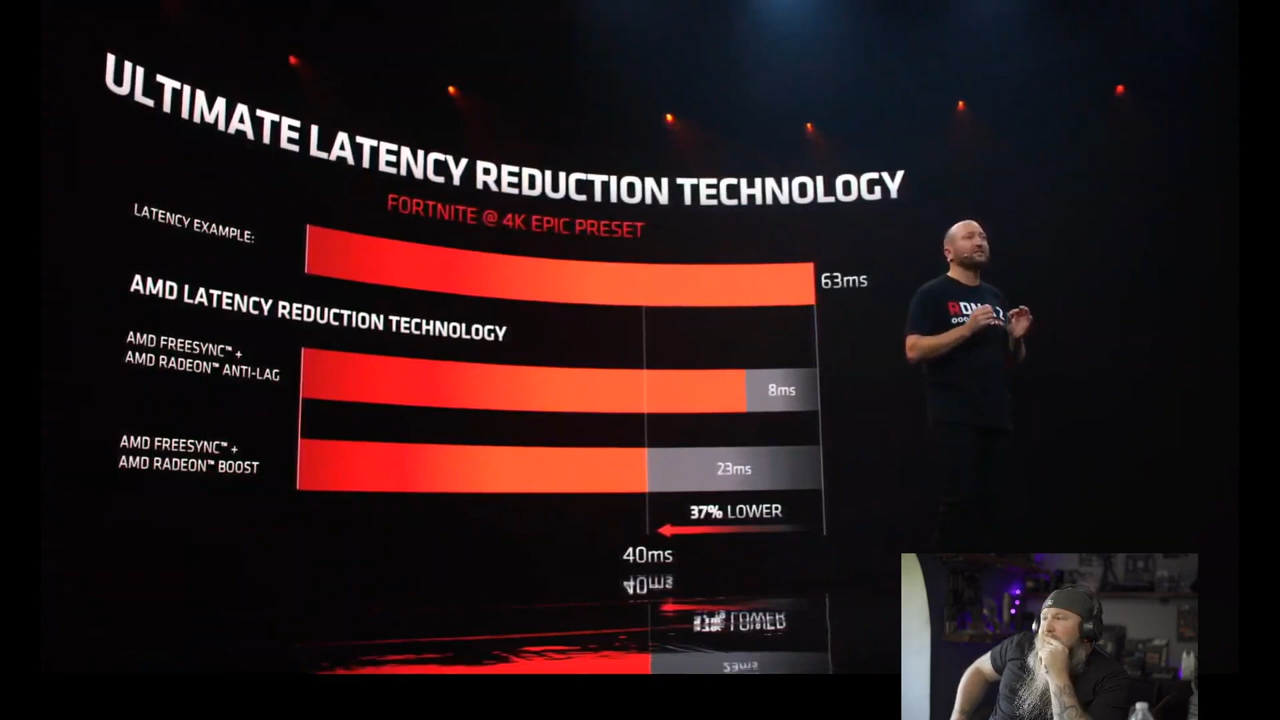 ULTIMATE LATENCY REDUCTION TECHNOLOGY
FORTNITE @ 4K EPIC PRESET
LATENCY EXAMPLE:
63ms
AMD LATENCY REDUCTION TECHNOLOGY
AMD FREESYNC™ +
AMD RADEON™ ANTI-LAG
8ms
AMD FREESYNC™ +
AMD RADEON™ BOOST
23ms
37% LOWER
40ms